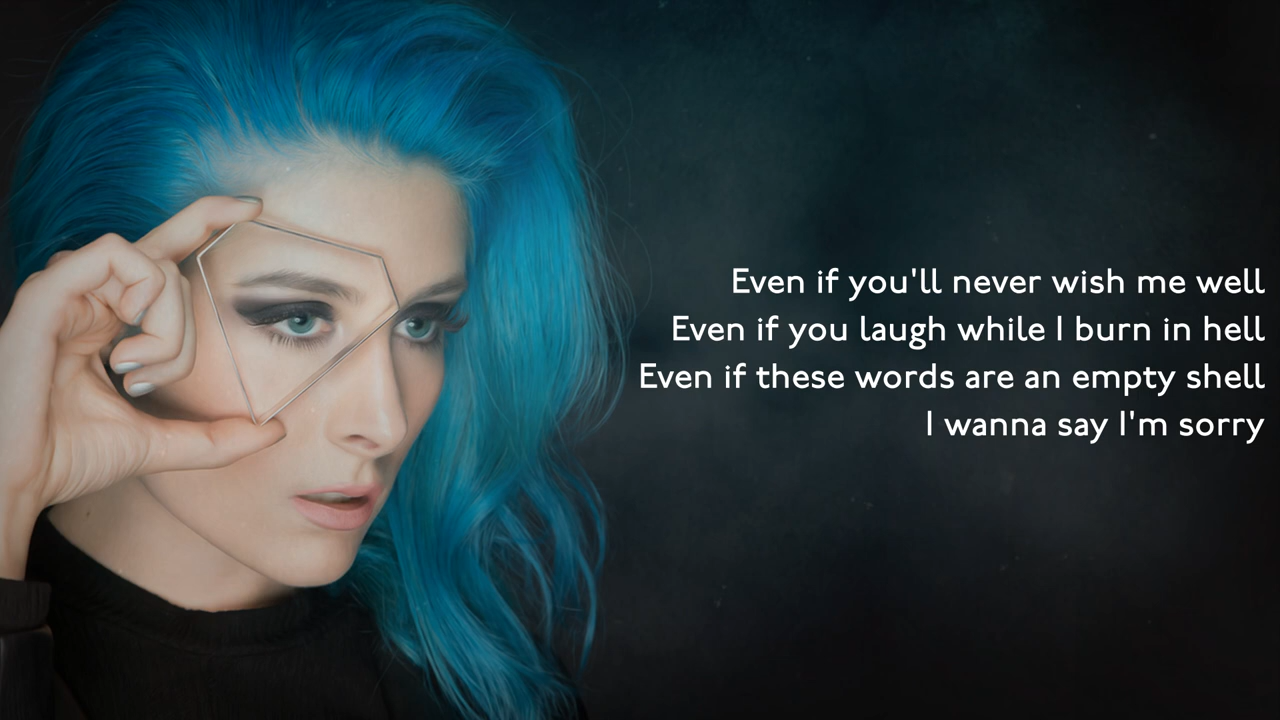 Even if you'll never wish me well
Even if you laugh while I burn in hell
Even if these words are an empty shell
I wanna say I'm sorry